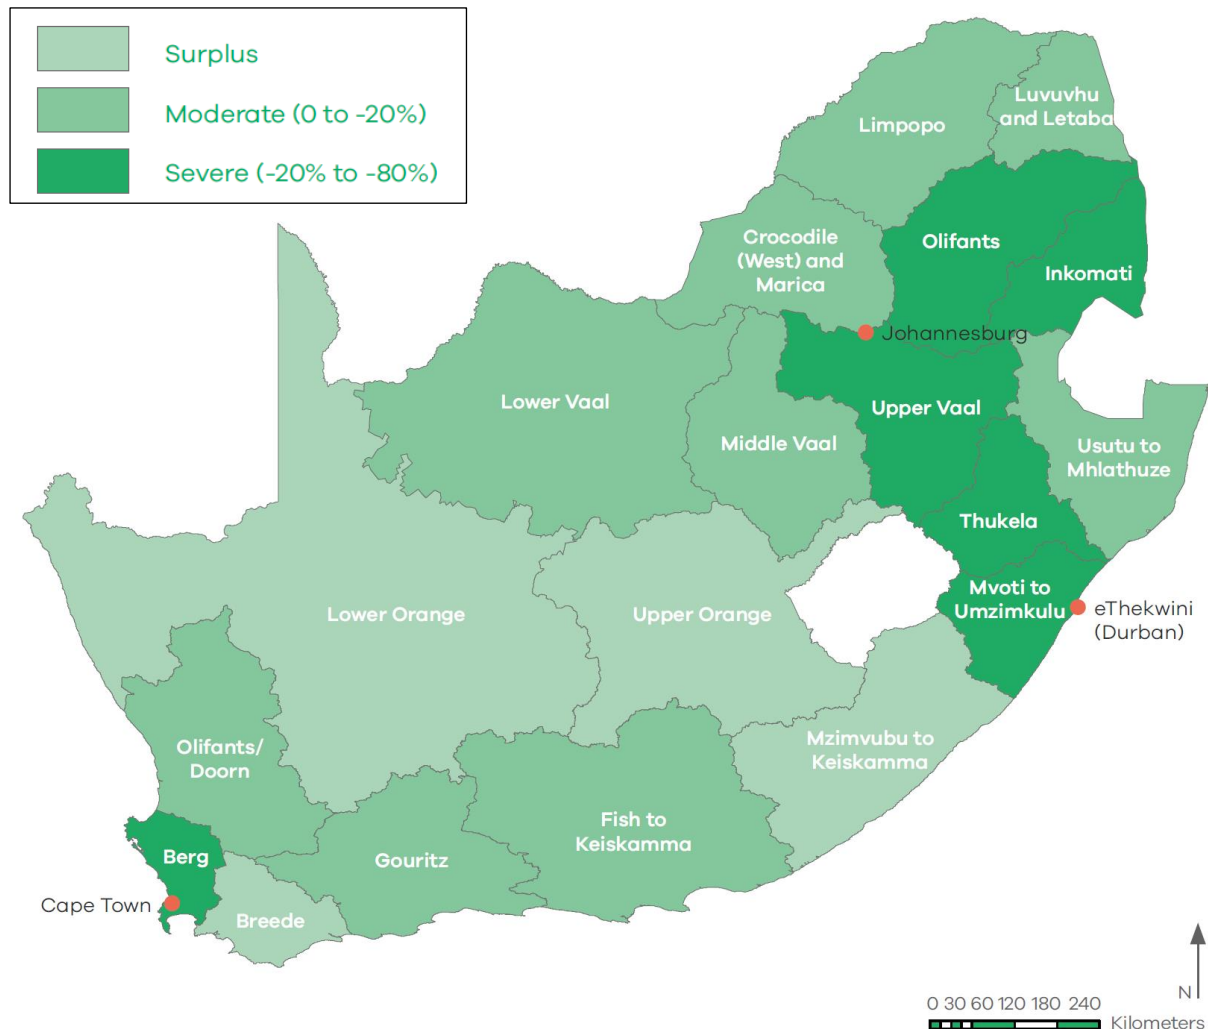 Surplus
Moderate (0 to -20%)
Severe (-20% to -80%)
Luvuvhu
and Letaba
Limpopo
Crocodile
(West) and
Marica
Olifants
Inkomati
Johannesburg
Lower Vaal
Upper Vaal
Middle Vaal
Usutu to
Mhlathuze
Thukela
Mvoti to
Umzimkulu
eThekwini
(Durban)
Lower Orange
Upper Orange
Mzimvubu to
Keiskamma
Olifants/
Doorn
Fish to
Keiskamma
Berg
Gouritz
Cape Town
Breede
N
0 30 60 120 180 240
Kilometers